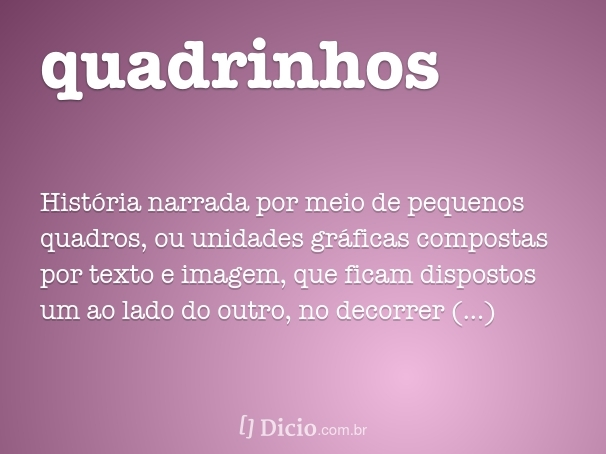 quadrinhos
História narrada por meio de pequenos
quadros, ou unidades gráficas compostas
por texto e imagem, que ficam dispostos
um ao lado do outro, no decorrer (...)
[] Dicio.com.br